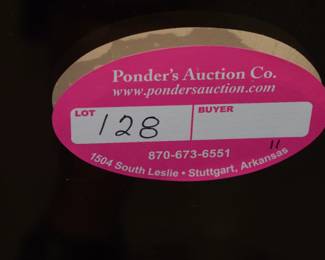 Ponder's Auction Co.
www.pondersauction.com
LOT BUYER
128
870-673-6551
11
1504 South Leslie • Stuttgart, Arkansas